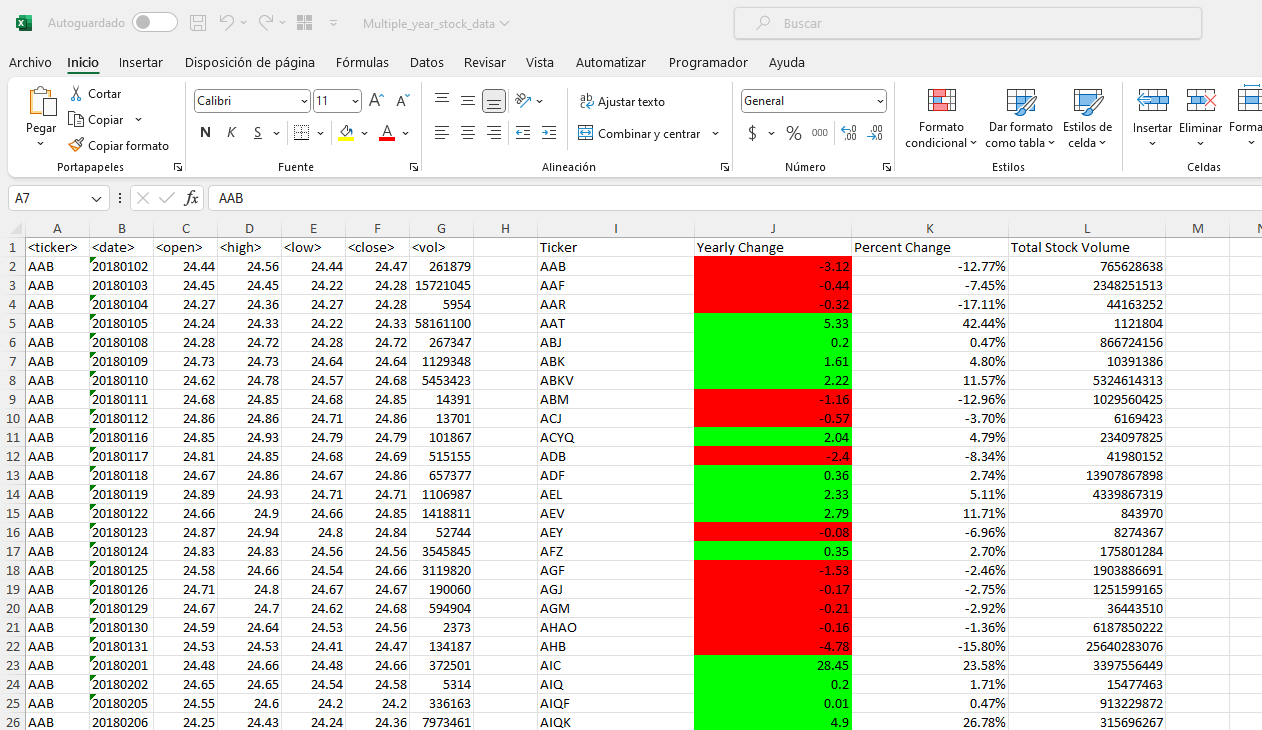 Autoguardado Multiple_year_stock_data Buscar
Archivo Inicio Insertar Disposición de página Fórmulas Datos Revisar Vista Automatizar Programador Ayuda
Pegar Cortar Calibri 11 Ajustar texto General Formato condicional Dar formato como tabla Estilos de celda Insertar Eliminar Forma
Copiar N K S Combinar y centrar $ % 000
Copiar formato
Portapapeles Fuente Alineación Número Estilos Celdas
A7 fx AAB
A B C D E F G H I J K L M N
1 <ticker> <date> <open> <high> <low> <close> <vol> Ticker Yearly Change Percent Change Total Stock Volume
2 AAB 20180102 24.44 24.56 24.44 24.47 261879 AAB -3.12 -12.77% 765628638
3 AAB 20180103 24.45 24.45 24.22 24.28 15721045 AAF -0.44 -7.45% 2348251513
4 AAB 20180104 24.27 24.36 24.27 24.28 5954 AAR -0.32 -17.11% 44163252
5 AAB 20180105 24.24 24.33 24.22 24.33 58161100 AAT 5.33 42.44% 1121804
6 AAB 20180108 24.28 24.72 24.28 24.72 267347 ABJ 0.2 0.47% 866724156
7 AAB 20180109 24.73 24.73 24.64 24.64 1129348 ABK 1.61 4.80% 10391386
8 AAB 20180110 24.62 24.78 24.57 24.68 5453423 ABKV 2.22 11.57% 5324614313
9 AAB 20180111 24.68 24.85 24.68 24.85 14391 ABM -1.16 -12.96% 1029560425
10 AAB 20180112 24.86 24.86 24.71 24.86 13701 ACJ -0.57 -3.70% 6169423
11 AAB 20180116 24.85 24.93 24.79 24.79 101867 ACYQ 2.04 4.79% 234097825
12 AAB 20180117 24.81 24.85 24.68 24.69 515155 ADB -2.4 -8.34% 41980152
13 AAB 20180118 24.67 24.86 24.67 24.86 657377 ADF 0.36 2.74% 13907867898
14 AAB 20180119 24.89 24.93 24.71 24.71 1106987 AEL 2.33 5.11% 4339867319
15 AAB 20180122 24.66 24.9 24.66 24.85 1418811 AEV 2.79 11.71% 843970
16 AAB 20180123 24.87 24.94 24.8 24.84 52744 AEY -0.08 -6.96% 8274367
17 AAB 20180124 24.83 24.83 24.56 24.56 3545845 AFZ 0.35 2.70% 175801284
18 AAB 20180125 24.58 24.66 24.54 24.66 3119820 AGF -1.53 -2.46% 1903886691
19 AAB 20180126 24.71 24.8 24.67 24.67 190060 AGJ -0.17 -2.75% 1251599165
20 AAB 20180129 24.67 24.7 24.62 24.68 594904 AGM -0.21 -2.92% 36443510
21 AAB 20180130 24.59 24.64 24.53 24.56 2373 AHAO -0.16 -1.36% 6187850222
22 AAB 20180131 24.53 24.53 24.41 24.47 134187 AHB -4.78 -15.80% 25640283076
23 AAB 20180201 24.48 24.66 24.48 24.66 372501 AIC 28.45 23.58% 3397556449
24 AAB 20180202 24.65 24.65 24.54 24.58 5314 AIQ 0.2 1.71% 15477463
25 AAB 20180205 24.55 24.6 24.2 24.2 336163 AIQF 0.01 0.47% 913229872
26 AAB 20180206 24.25 24.43 24.24 24.36 7973461 AIQK 4.9 26.78% 315696267